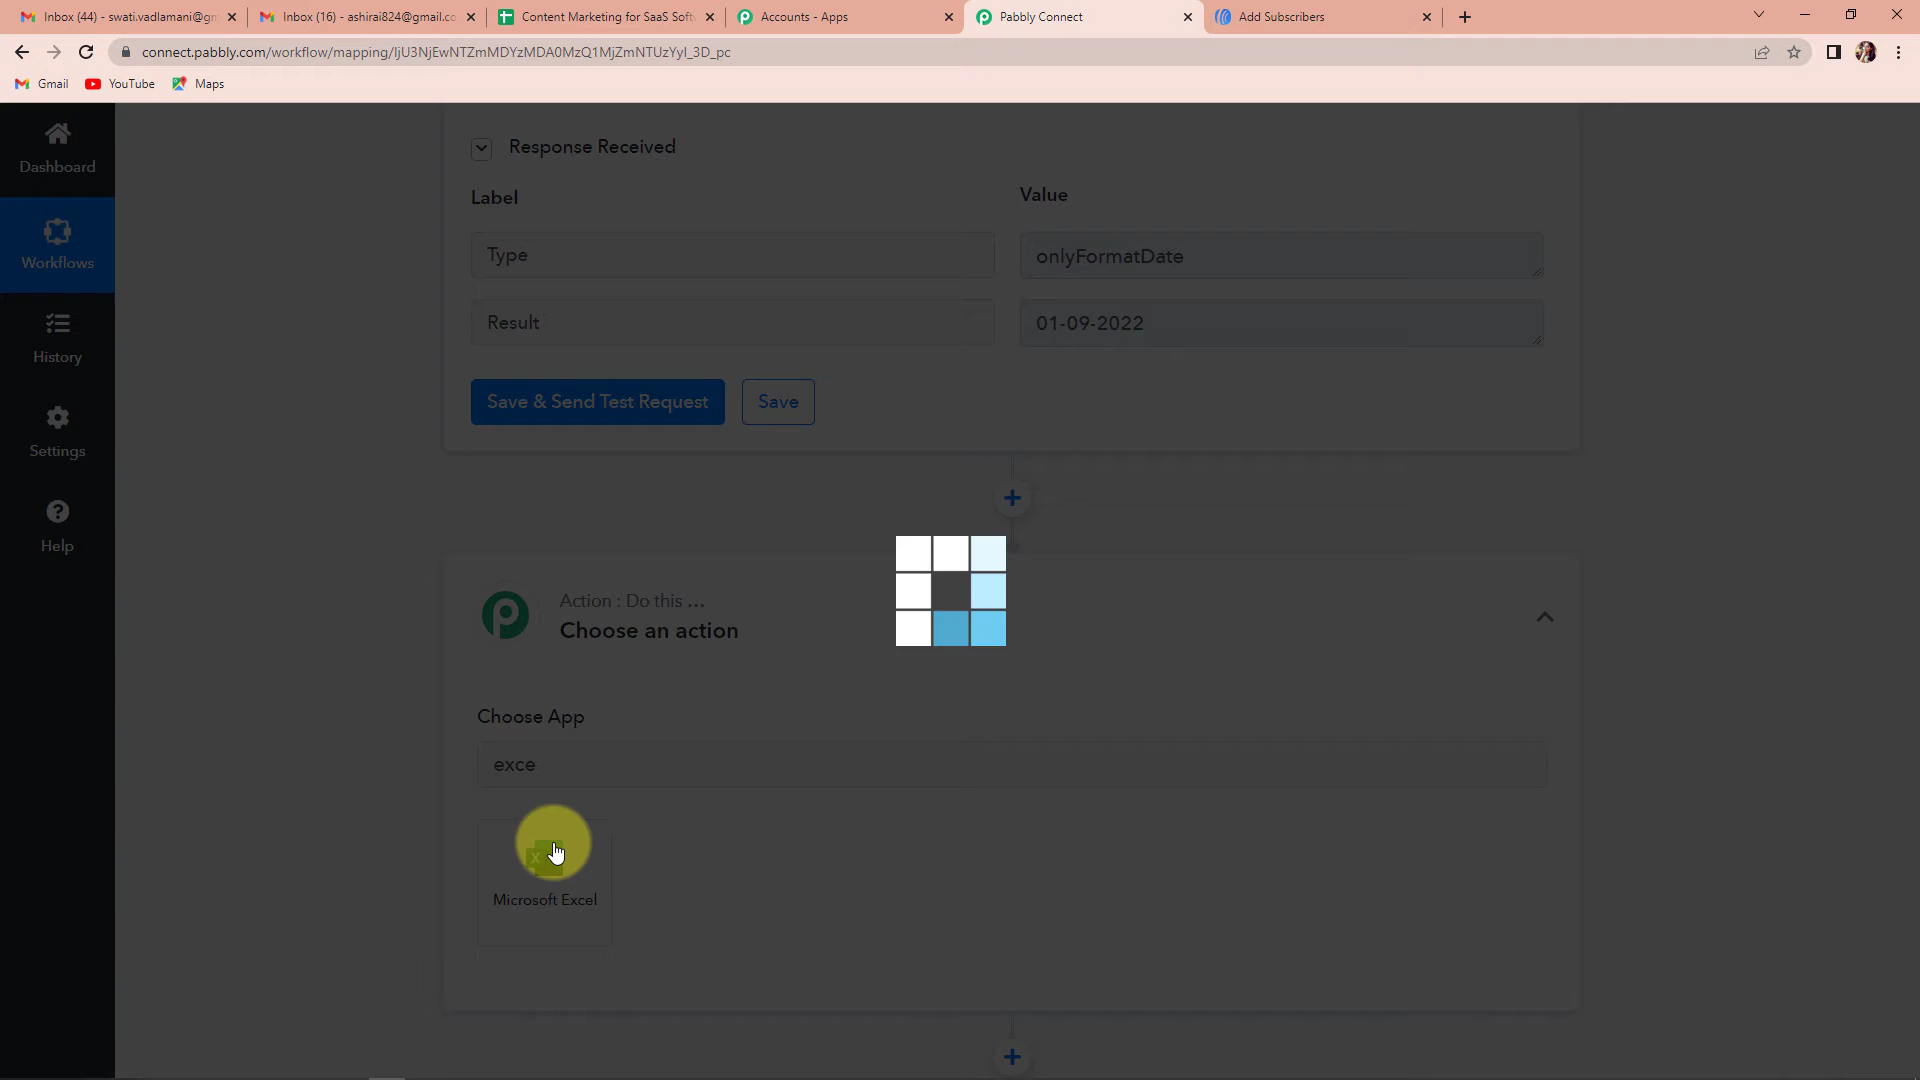 Inbox (44) - swati.vadlamani@gm
Inbox (16) - ashirai824@gmail.co
Content Marketing for SaaS Soft
Accounts - Apps
Pabbly Connect
Add Subscribers
connect.pabbly.com/workflow/mapping/IjU3NjEwNTZmMDYzMDA0MzQ1MjZmNTUzYyI_3D_pc
Gmail
YouTube
Maps
Dashboard
Workflows
History
Settings
Help
Response Received
Label
Value
Type
onlyFormatDate
Result
01-09-2022
Save & Send Test Request
Save
Action : Do this ...
Choose an action
Choose App
exce
Microsoft Excel